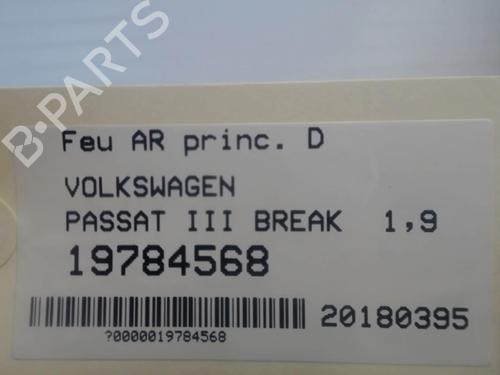 B-PARTS
Feu AR princ. D
VOLKSWAGEN
PASSAT III BREAK 1,9
19784568
20180395
?0000019784568